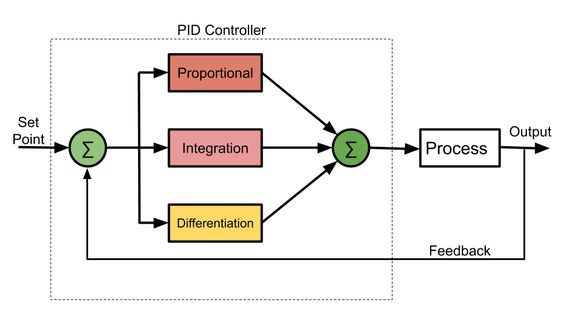 PID Controller
Proportional
Set
Point
∑
Integration
∑
Process
Output
Differentiation
Feedback